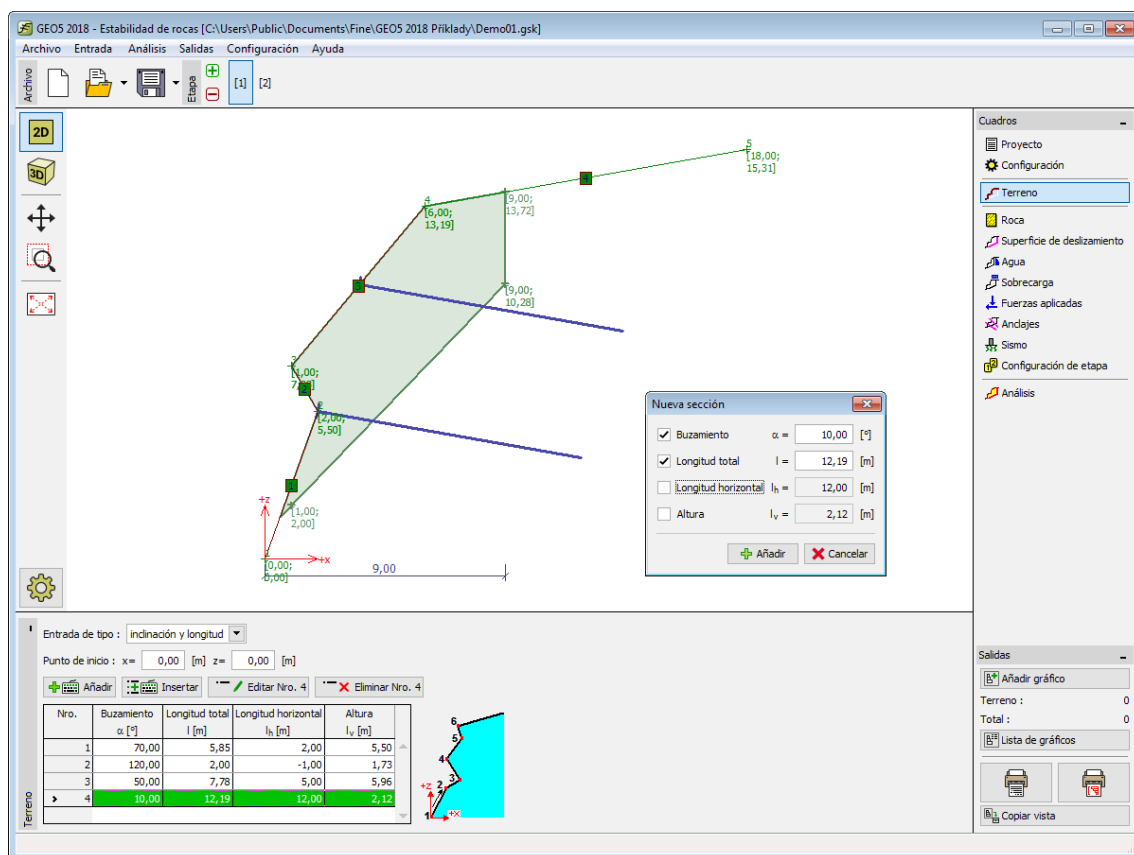 GEO5 2018 - Estabilidad de rocas [C:\Users\Public\Documents\Fine\GEO5 2018 Příklady\Demo01.gsk]
Archivo Entrada Análisis Salidas Configuración Ayuda
Archivo
Etapa
[1] [2]
2D
3D
Cuadros
Proyecto
Configuración
Terreno
Roca
Superficie de deslizamiento
Agua
Sobrecarga
Fuerzas aplicadas
Anclajes
Sismo
Configuración de etapa
Análisis
5
[18,00;
15,31]
4
4
[6,00;
13,19]
[9,00;
13,72]
3
[9,00;
10,28]
[1,00;
2
[2,00;
5,50]
1
[1,00;
2,00]
+z
+x
[0,00;
0,00]
9,00
Nueva sección
Buzamiento α = 10,00 [º]
Longitud total l = 12,19 [m]
Longitud horizontal lh = 12,00 [m]
Altura lv = 2,12 [m]
Añadir Cancelar
Entrada de tipo : inclinación y longitud
Punto de inicio : x= 0,00 [m] z= 0,00 [m]
Añadir Insertar Editar Nro. 4 Eliminar Nro. 4
Nro. Buzamiento Longitud total Longitud horizontal Altura
α [º] l [m] lh [m] lv [m]
1 70,00 5,85 2,00 5,50
2 120,00 2,00 -1,00 1,73
3 50,00 7,78 5,00 5,96
4 10,00 12,19 12,00 2,12
Terreno
6
5
4
3
+z 2
1 +x
Salidas
Añadir gráfico
Terreno : 0
Total : 0
Lista de gráficos
Copiar vista